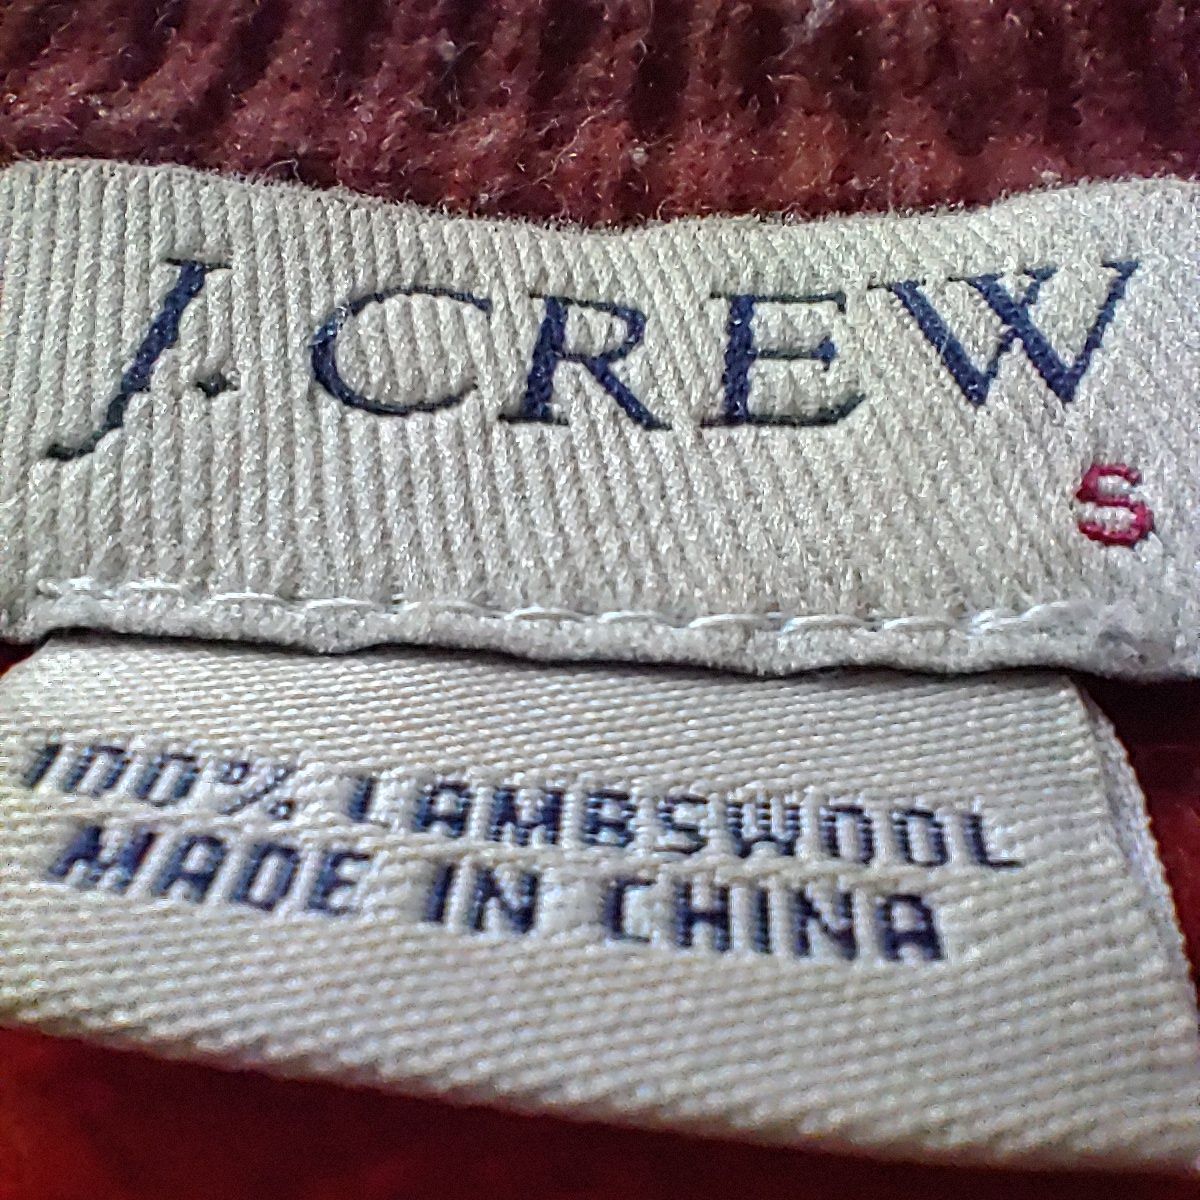 J.CREW
S
100% LAMBSWOOL
MADE IN CHINA